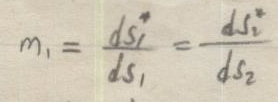 m₁ = dS₁*/dS₁ = dS₂*/dS₂